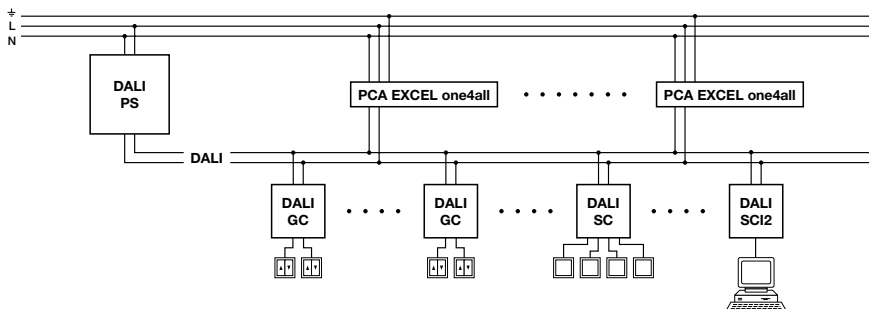 ⏚
L
N
DALI
PS
PCA EXCEL one4all
PCA EXCEL one4all
DALI
DALI
GC
DALI
GC
DALI
SC
DALI
SCI2